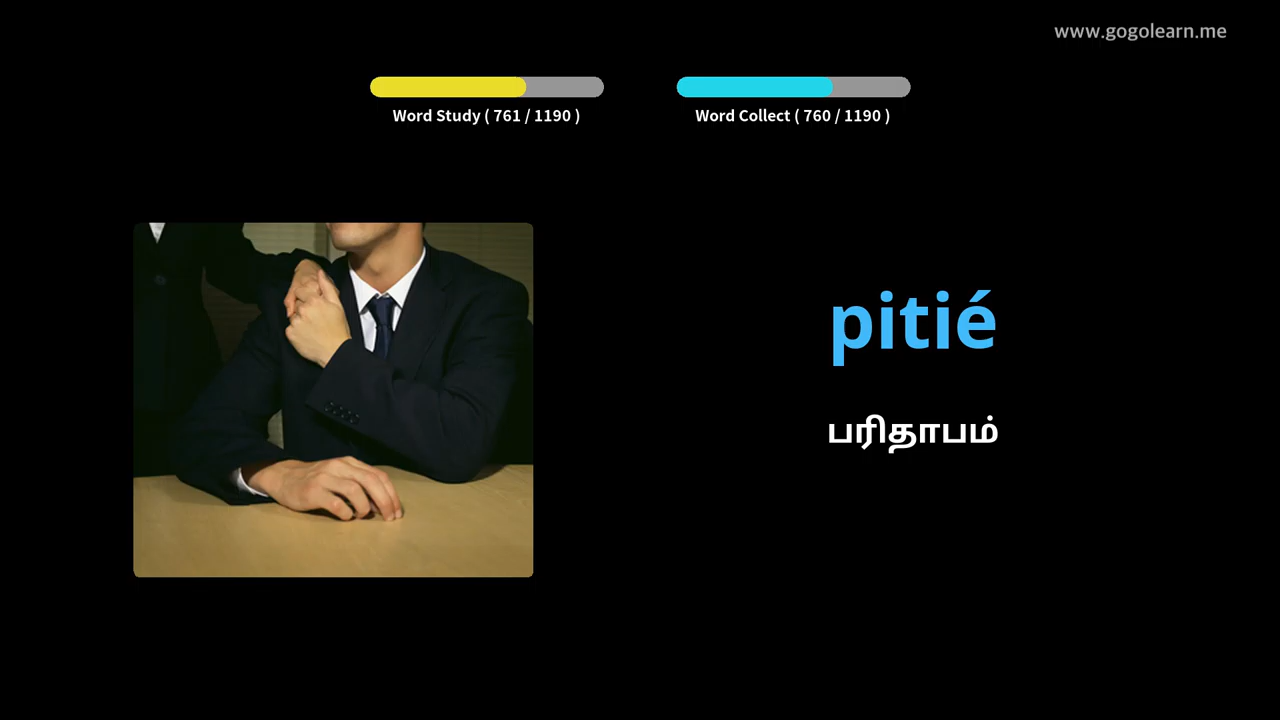 www.gogolearn.me
Word Study ( 761 / 1190 )
Word Collect ( 760 / 1190 )
pitié
பரிதாபம்